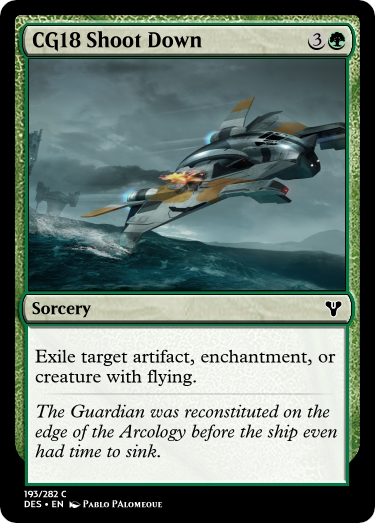 CG18 Shoot Down 3
Sorcery
Exile target artifact, enchantment, or
creature with flying.
The Guardian was reconstituted on the
edge of the Arcology before the ship even
had time to sink.
193/282 C
DES • EN Pablo Palomeque